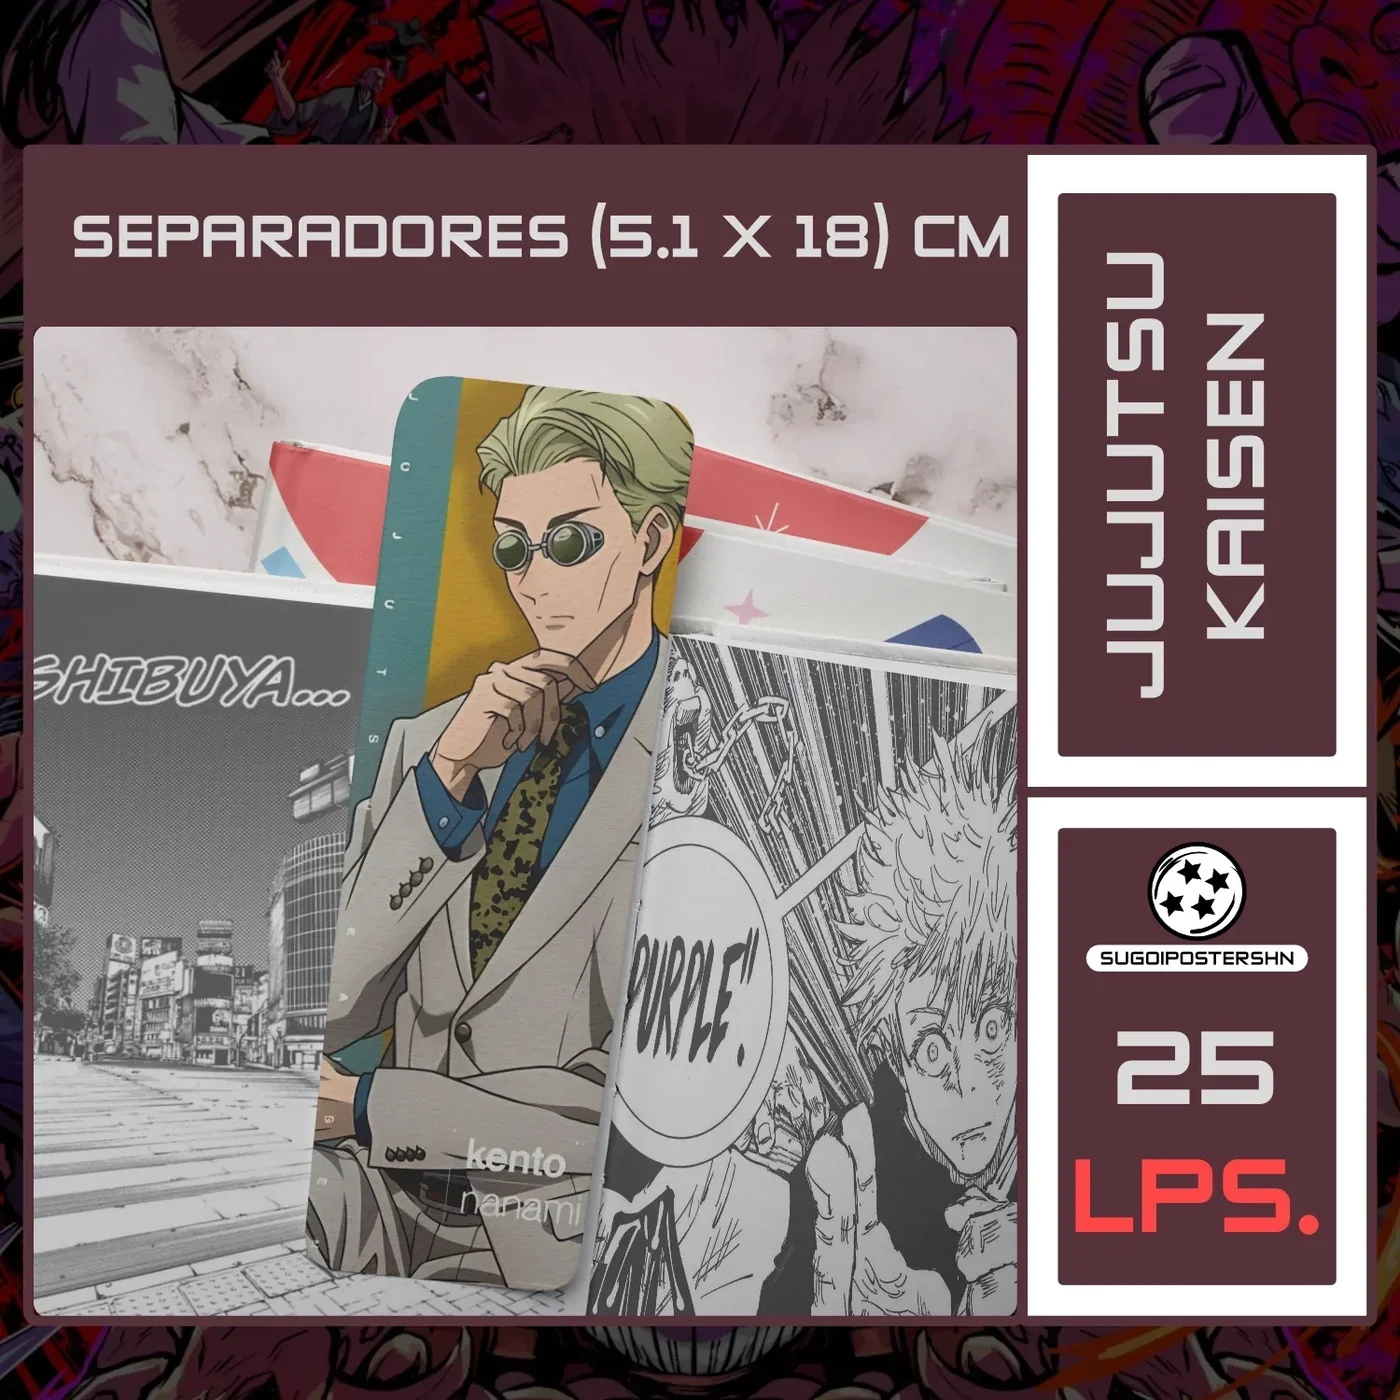 SEPARADORES (5.1 X 18) CM
JUJUTSU
KAISEN
SHIBUYA...
PURPLE"
kento
nanami
SUGOIPOSTERSHN
25
LPS.